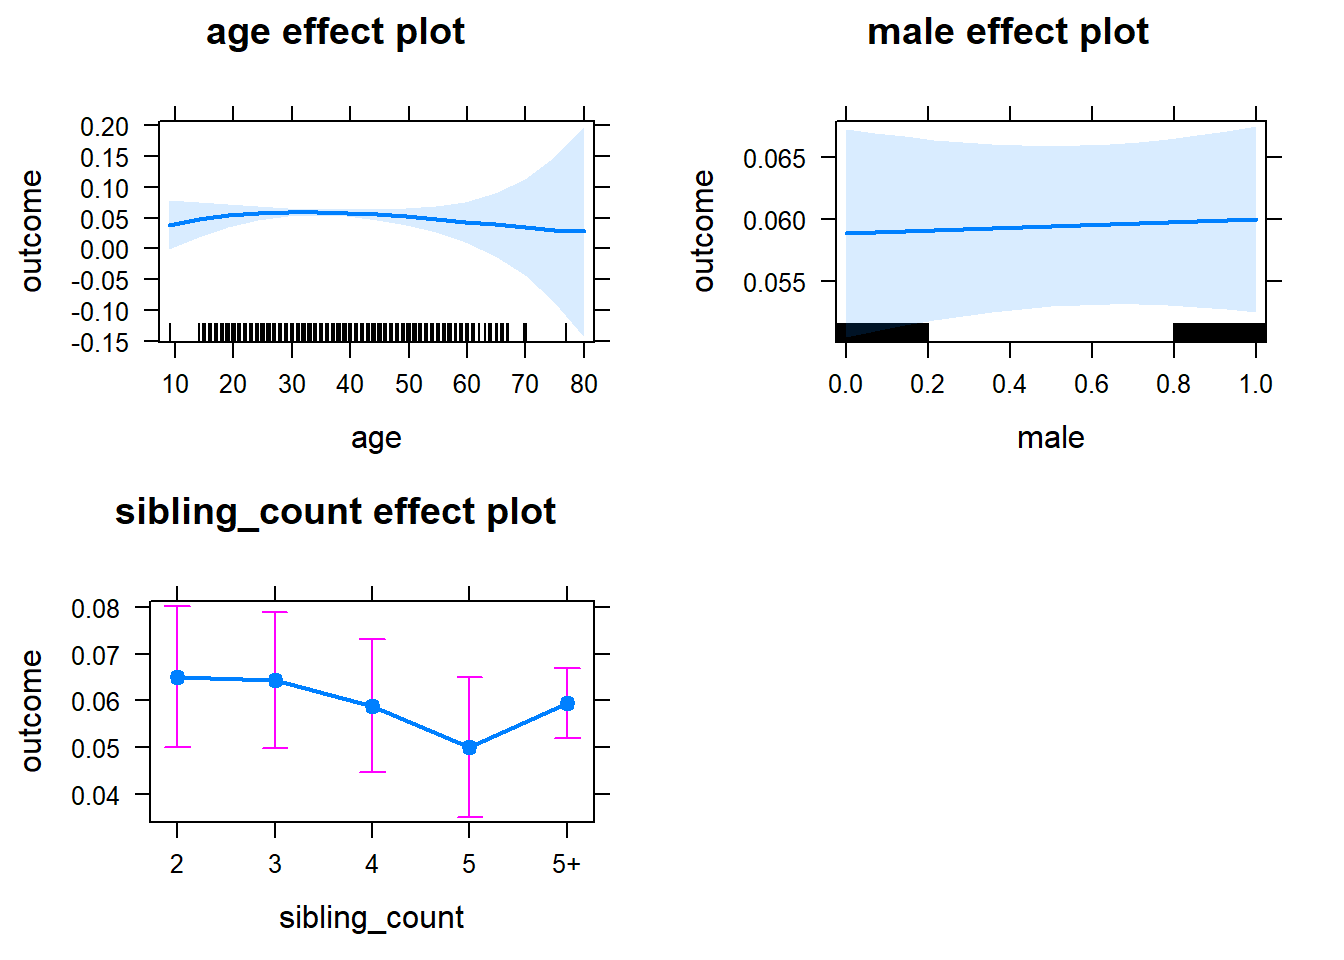 age effect plot
outcome
0.20
0.15
0.10
0.05
0.00
-0.05
-0.10
-0.15
10 20 30 40 50 60 70 80
age
male effect plot
outcome
0.065
0.060
0.055
0.0 0.2 0.4 0.6 0.8 1.0
male
sibling_count effect plot
outcome
0.08
0.07
0.06
0.05
0.04
2 3 4 5 5+
sibling_count